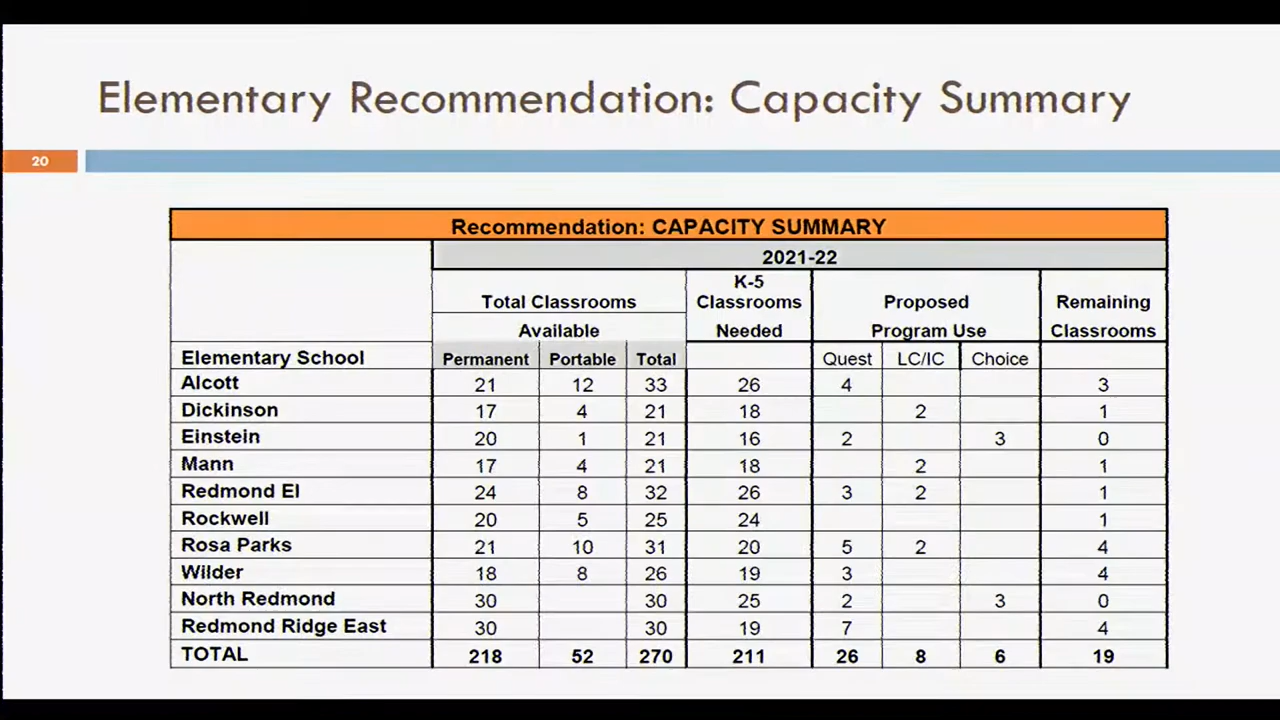 Elementary Recommendation: Capacity Summary
20
Recommendation: CAPACITY SUMMARY
2021-22
Total Classrooms Available K-5 Classrooms Needed Proposed Program Use Remaining Classrooms
Elementary School Permanent Portable Total Quest LC/IC Choice
Alcott 21 12 33 26 4 3
Dickinson 17 4 21 18 2 1
Einstein 20 1 21 16 2 3 0
Mann 17 4 21 18 2 1
Redmond El 24 8 32 26 3 2 1
Rockwell 20 5 25 24 1
Rosa Parks 21 10 31 20 5 2 4
Wilder 18 8 26 19 3 4
North Redmond 30 30 25 2 3 0
Redmond Ridge East 30 30 19 7 4
TOTAL 218 52 270 211 26 8 6 19